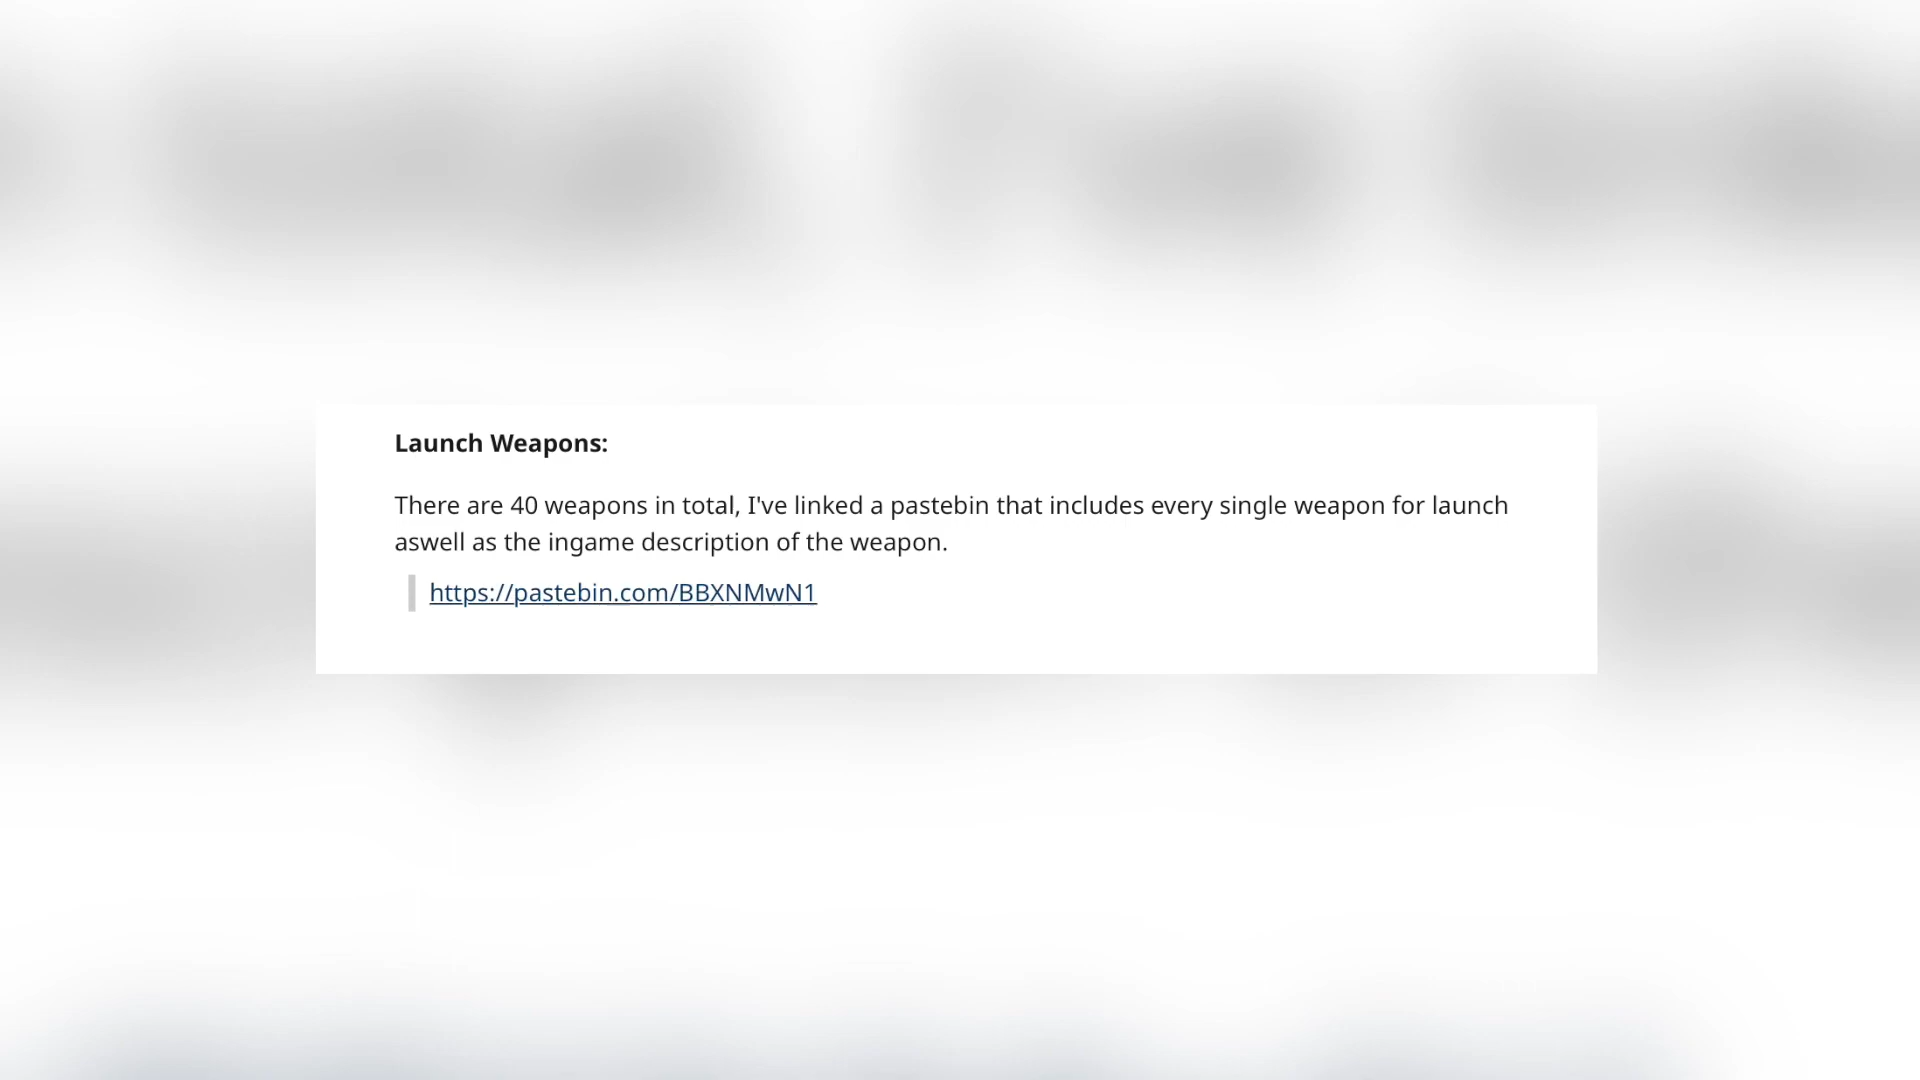 Launch Weapons:
There are 40 weapons in total, I've linked a pastebin that includes every single weapon for launch
aswell as the ingame description of the weapon.
https://pastebin.com/BBXNMwN1